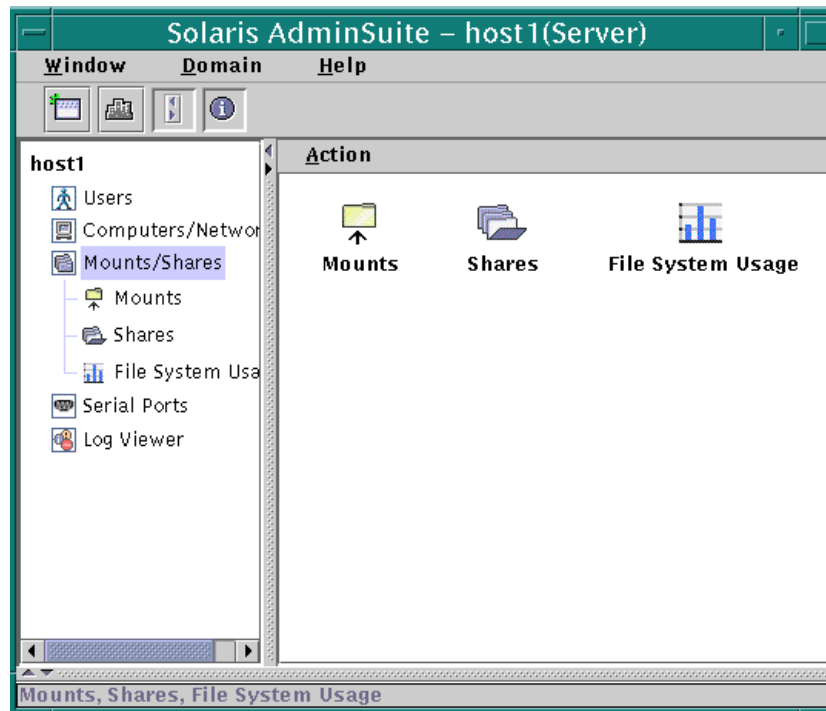 Solaris AdminSuite – host1(Server)
Window Domain Help
host1
Users
Computers/Networ
Mounts/Shares
Mounts
Shares
File System Usa
Serial Ports
Log Viewer
Action
Mounts Shares File System Usage
Mounts, Shares, File System Usage